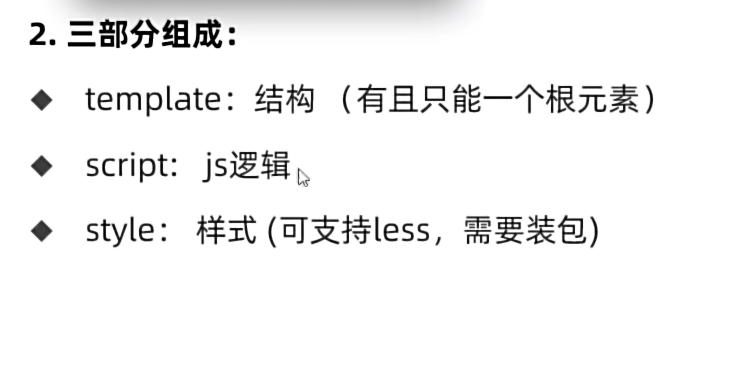 2. 三部分组成：
◆ template：结构 （有且只能一个根元素）
◆ script: js逻辑
◆ style： 样式 (可支持less，需要装包)